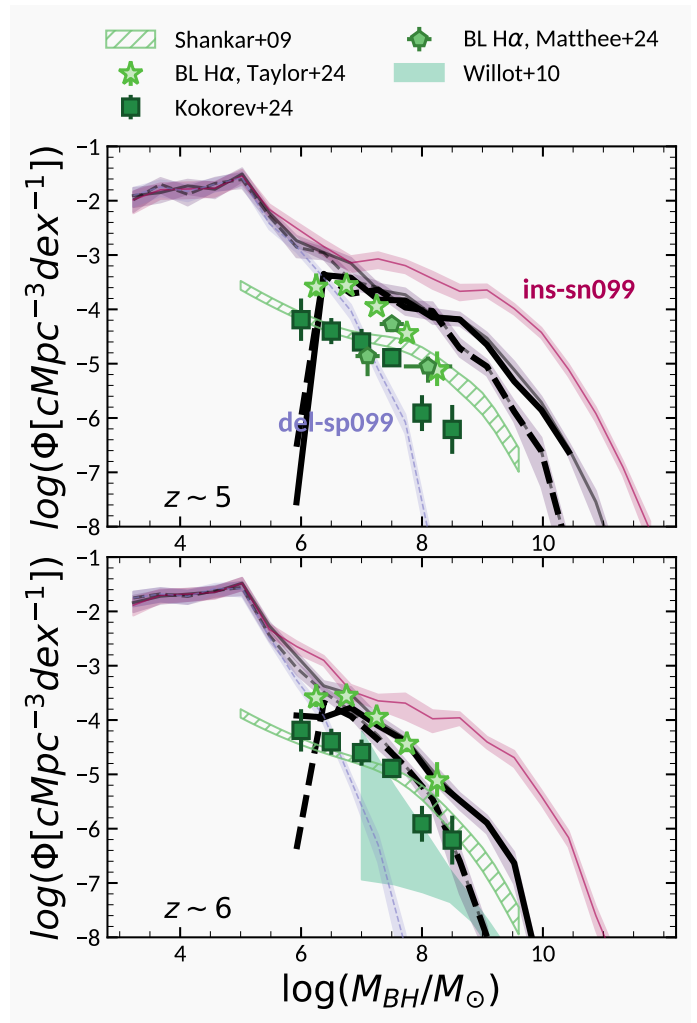 Shankar+09
BL Hα, Taylor+24
Kokorev+24
BL Hα, Matthee+24
Willot+10
−1
−2
−3
−4
−5
−6
−7
−8
log(Φ[cMpc⁻³dex⁻¹])
ins-sn099
del-sp099
z ∼ 5
4 6 8 10
−1
−2
−3
−4
−5
−6
−7
−8
log(Φ[cMpc⁻³dex⁻¹])
z ∼ 6
4 6 8 10
log(M_BH/M_⊙)